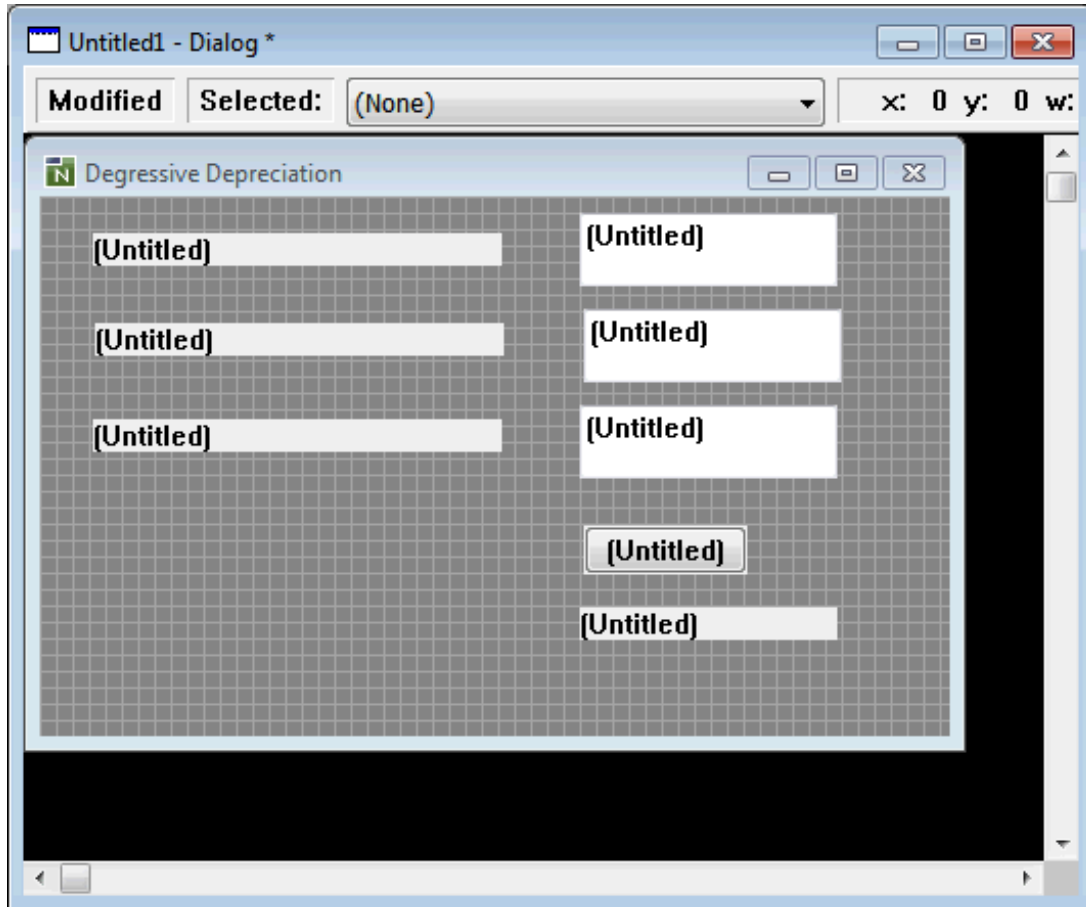 Untitled1 - Dialog *
Modified Selected: (None) x: 0 y: 0 w:
N Degressive Depreciation
(Untitled) (Untitled)
(Untitled) (Untitled)
(Untitled) (Untitled)
(Untitled)
(Untitled)